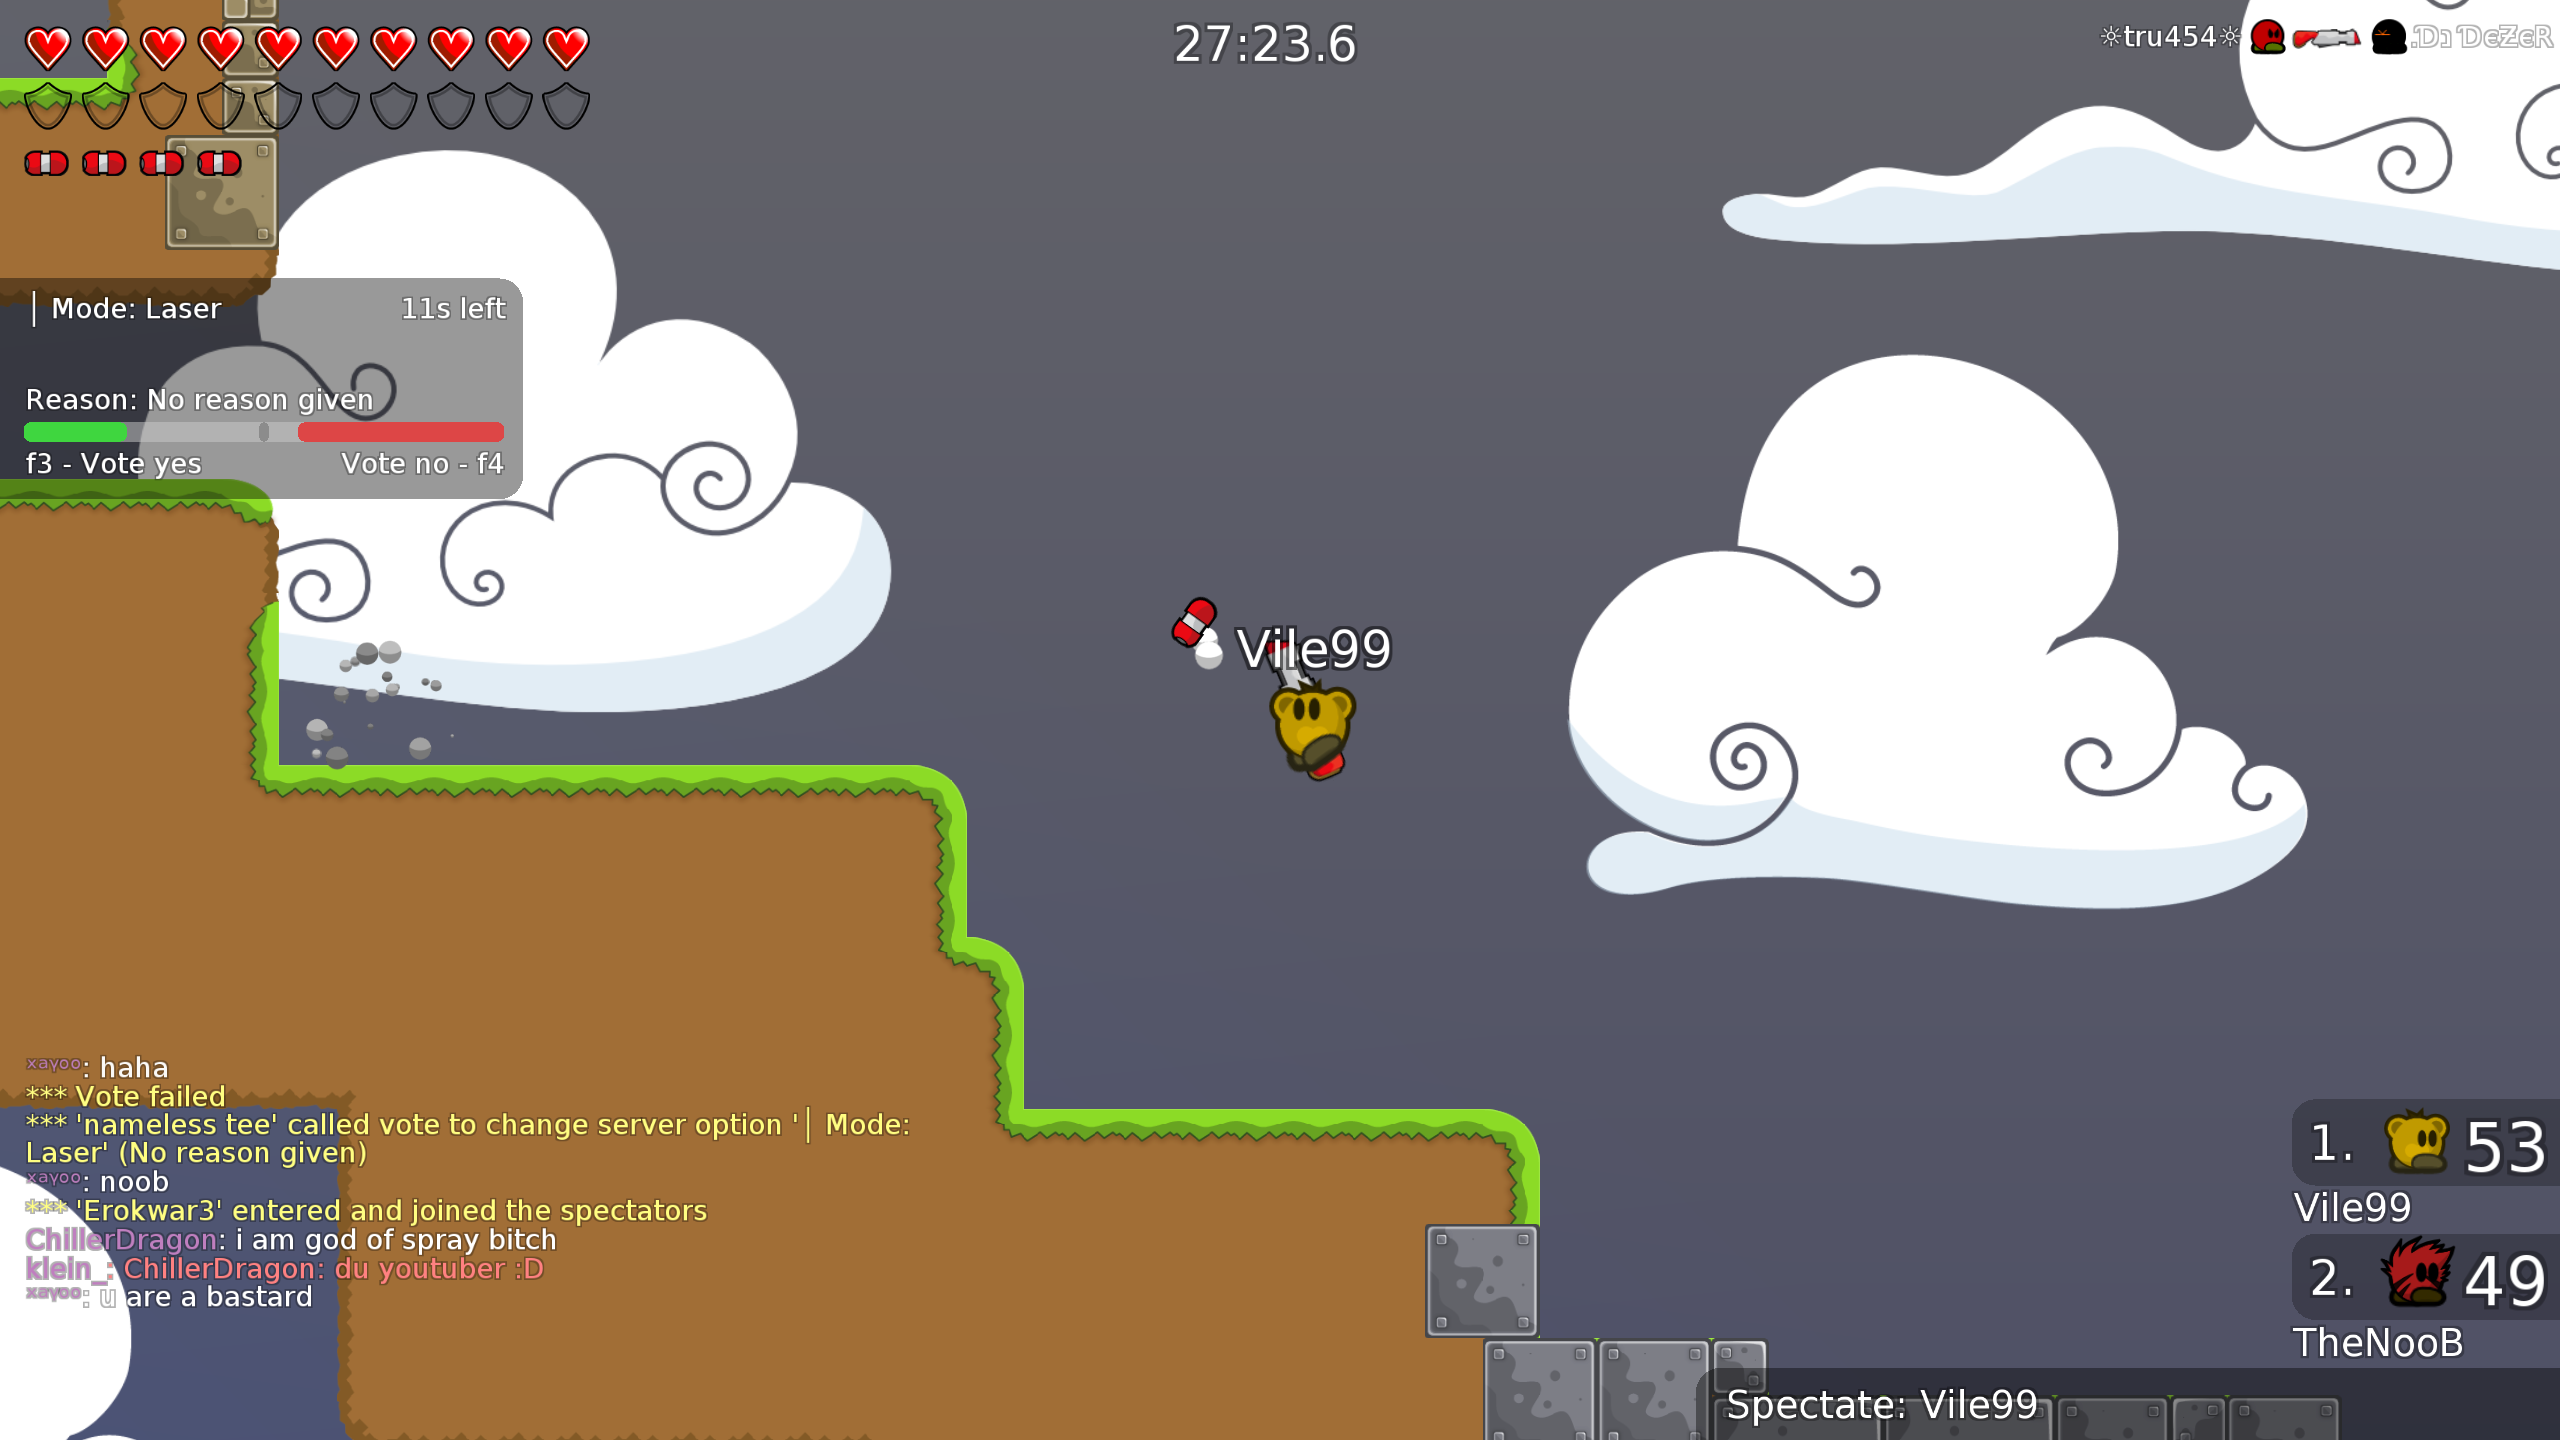 27:23.6
☼tru454☼
| Mode: Laser 11s left
Reason: No reason given
f3 - Vote yes Vote no - f4
Vile99
ˣᵃʸᵒᵒ: haha
*** Vote failed
*** 'nameless tee' called vote to change server option '| Mode:
Laser' (No reason given)
ˣᵃʸᵒᵒ: noob
*** 'Erokwar3' entered and joined the spectators
ChillerDragon: i am god of spray bitch
klein_: ChillerDragon: du youtuber :D
ˣᵃʸᵒᵒ: u are a bastard
1. 53
Vile99
2. 49
TheNooB
Spectate: Vile99